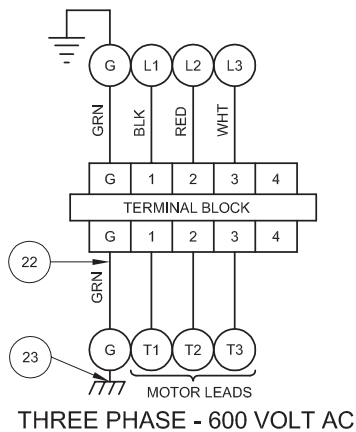 G L1 L2 L3
GRN BLK RED WHT
G 1 2 3 4
TERMINAL BLOCK
G 1 2 3 4
22
GRN
23
G T1 T2 T3
MOTOR LEADS
THREE PHASE - 600 VOLT AC